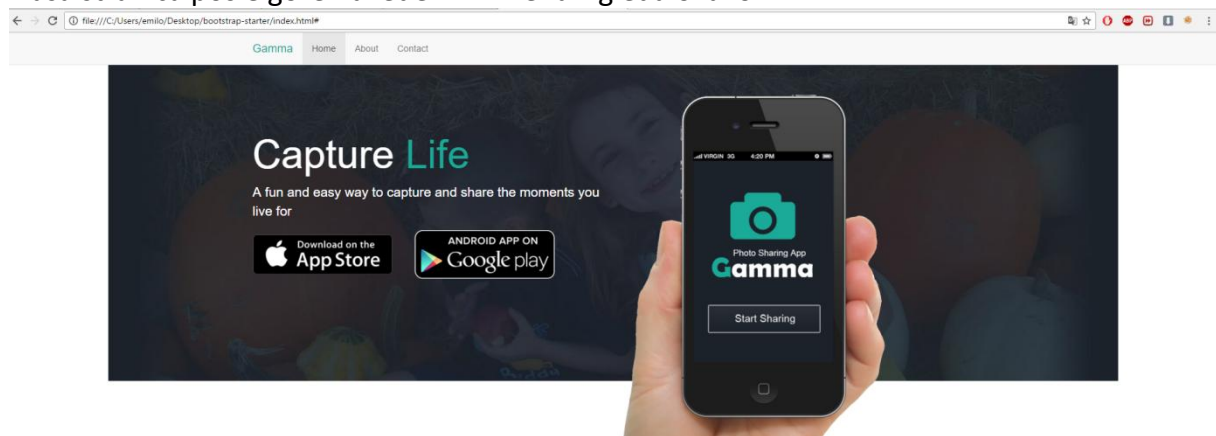 file:///C:/Users/emilo/Desktop/bootstrap-starter/index.html#
Gamma Home About Contact
Capture Life
A fun and easy way to capture and share the moments you
live for
Download on the
App Store
ANDROID APP ON
Google play
VIRGIN 3G 4:20 PM
Photo Sharing App
Gamma
Start Sharing